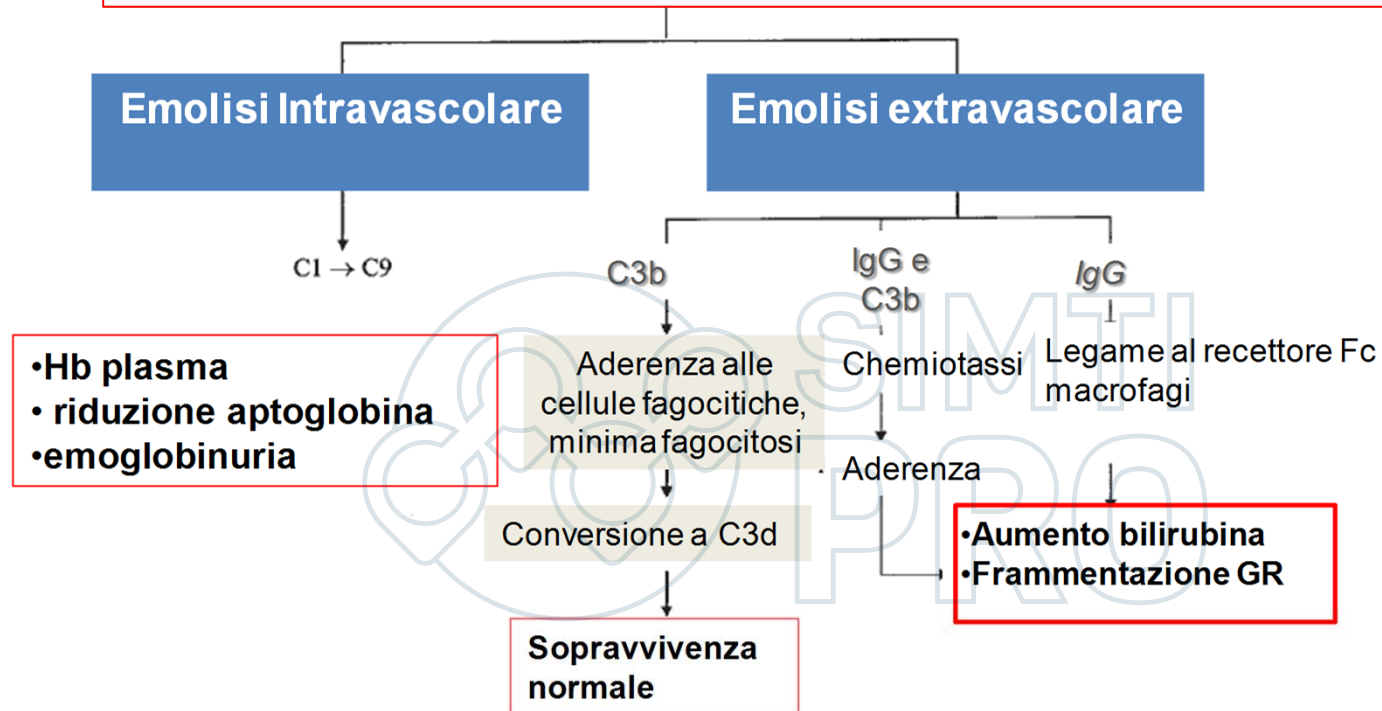 Emolisi Intravascolare
Emolisi extravascolare
C1 → C9
C3b
IgG e
C3b
IgG
•Hb plasma
• riduzione aptoglobina
•emoglobinuria
Aderenza alle
cellule fagocitiche,
minima fagocitosi
Conversione a C3d
Sopravvivenza
normale
Chemiotassi
Aderenza
Legame al recettore Fc
macrofagi
•Aumento bilirubina
•Frammentazione GR
SIMTI
PRO